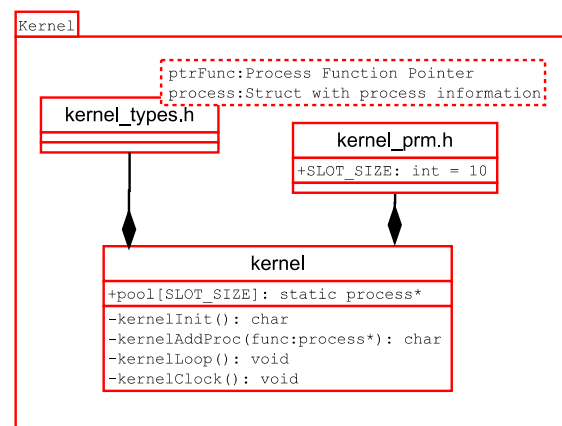 Kernel
ptrFunc:Process Function Pointer
process:Struct with process information
kernel_types.h
kernel_prm.h
+SLOT_SIZE: int = 10
kernel
+pool[SLOT_SIZE]: static process*
-kernelInit(): char
-kernelAddProc(func:process*): char
-kernelLoop(): void
-kernelClock(): void